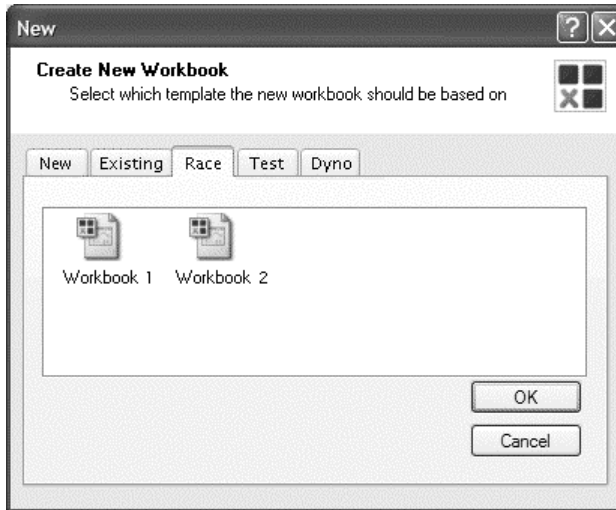 New
Create New Workbook
Select which template the new workbook should be based on
New Existing Race Test Dyno
Workbook 1 Workbook 2
OK
Cancel